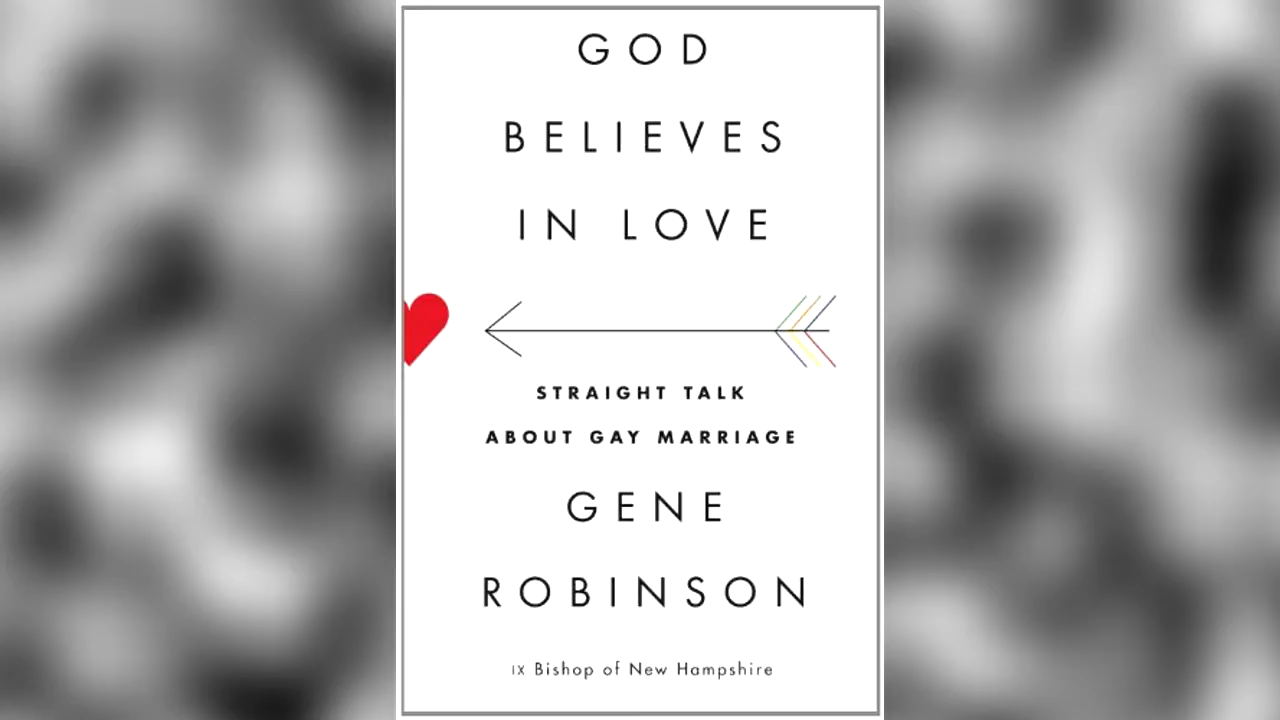 GOD
BELIEVES
IN LOVE
STRAIGHT TALK
ABOUT GAY MARRIAGE
GENE
ROBINSON
IX Bishop of New Hampshire